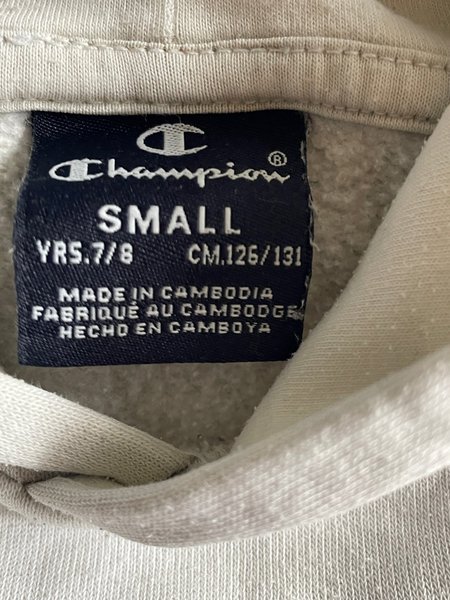 Champion®
SMALL
YRS.7/8 CM.126/131
MADE IN CAMBODIA
FABRIQUÉ AU CAMBODGE
HECHO EN CAMBOYA